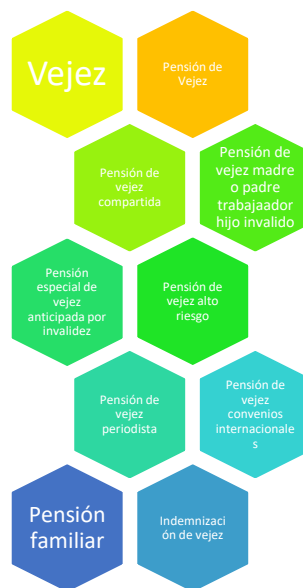 Vejez
Pensión de
Vejez
Pensión de
vejez
compartida
Pensión de
vejez madre
o padre
trabajaador
hijo invalido
Pensión
especial de
vejez
anticipada por
invalidez
Pensión de
vejez alto
riesgo
Pensión de
vejez
periodista
Pensión de
vejez
convenios
internacionale
s
Pensión
familiar
Indemnizaci
ón de vejez